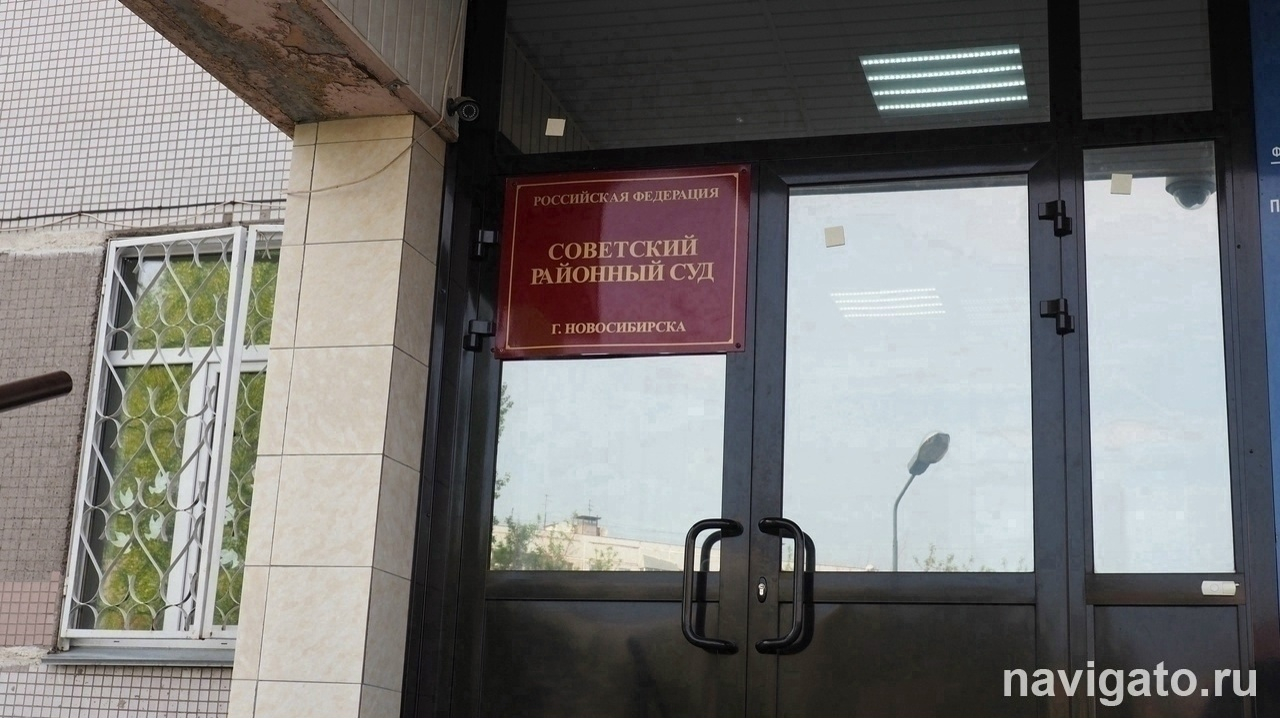 РОССИЙСКАЯ ФЕДЕРАЦИЯ
СОВЕТСКИЙ
РАЙОННЫЙ СУД
Г. НОВОСИБИРСКА
navigato.ru